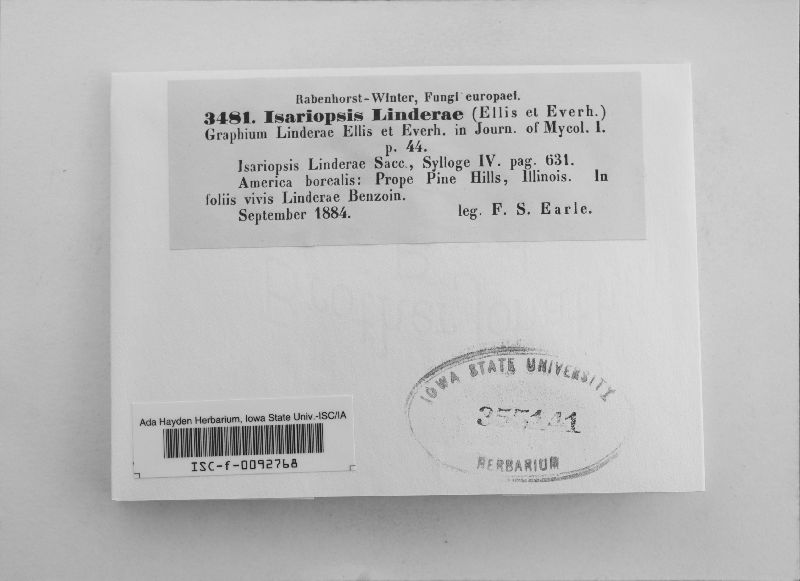 Rabenhorst-Winter, Fungi europaei.
3481. Isariopsis Linderae (Ellis et Everh.)
Graphium Linderae Ellis et Everh. in Journ. of Mycol. I.
p. 44.
Isariopsis Linderae Sacc., Sylloge IV. pag. 631.
America borealis: Prope Pine Hills, Illinois. In
foliis vivis Linderae Benzoin.
September 1884. leg. F. S. Earle.
IOWA STATE UNIVERSITY
HERBARIUM
Ada Hayden Herbarium, Iowa State Univ.-ISC/IA
ISC-f-0092768